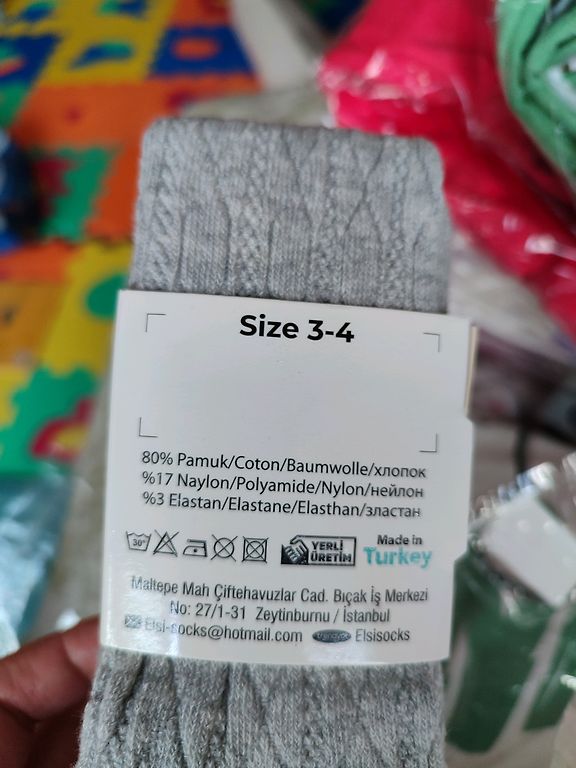 Size 3-4
80% Pamuk/Coton/Baumwolle/хлопок
%17 Naylon/Polyamide/Nylon/нейлон
%3 Elastan/Elastane/Elasthan/эластан
30°
YERLİ ÜRETİM
Made in Turkey
Maltepe Mah Çiftehavuzlar Cad. Bıçak İş Merkezi
No: 27/1-31 Zeytinburnu / İstanbul
Elsi-socks@hotmail.com trendyol Elsisocks